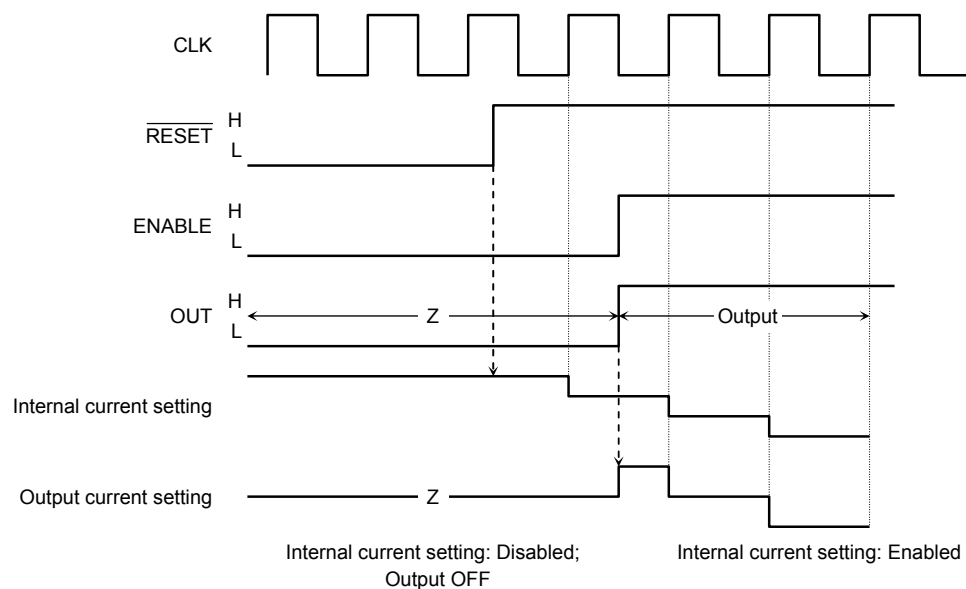 CLK
RESET
H
L
ENABLE
H
L
OUT
H
L
Z
Output
Internal current setting
Output current setting
Z
Internal current setting: Disabled;
Output OFF
Internal current setting: Enabled